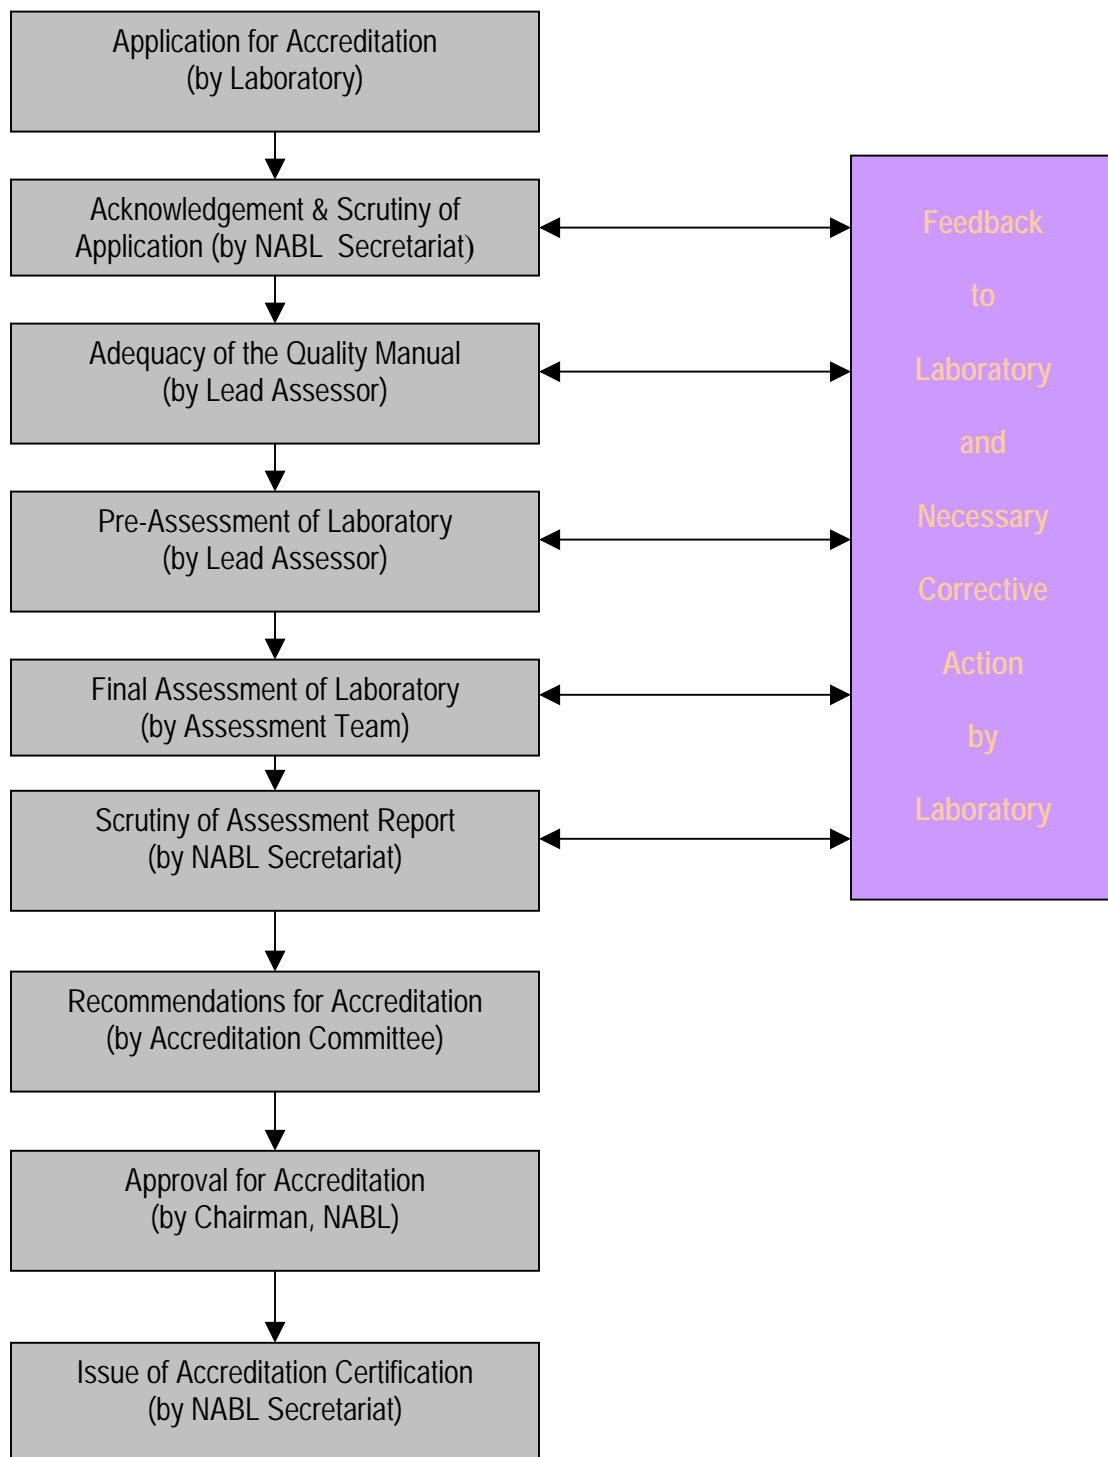 Application for Accreditation
(by Laboratory)
Acknowledgement & Scrutiny of
Application (by NABL Secretariat)
Adequacy of the Quality Manual
(by Lead Assessor)
Pre-Assessment of Laboratory
(by Lead Assessor)
Final Assessment of Laboratory
(by Assessment Team)
Scrutiny of Assessment Report
(by NABL Secretariat)
Recommendations for Accreditation
(by Accreditation Committee)
Approval for Accreditation
(by Chairman, NABL)
Issue of Accreditation Certification
(by NABL Secretariat)
Feedback
to
Laboratory
and
Necessary
Corrective
Action
by
Laboratory